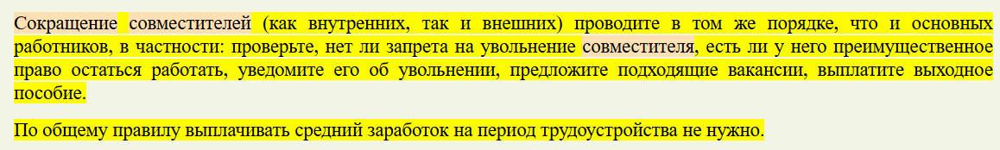 Сокращение совместителей (как внутренних, так и внешних) проводите в том же порядке, что и основных
работников, в частности: проверьте, нет ли запрета на увольнение совместителя, есть ли у него преимущественное
право остаться работать, уведомите его об увольнении, предложите подходящие вакансии, выплатите выходное
пособие.
По общему правилу выплачивать средний заработок на период трудоустройства не нужно.